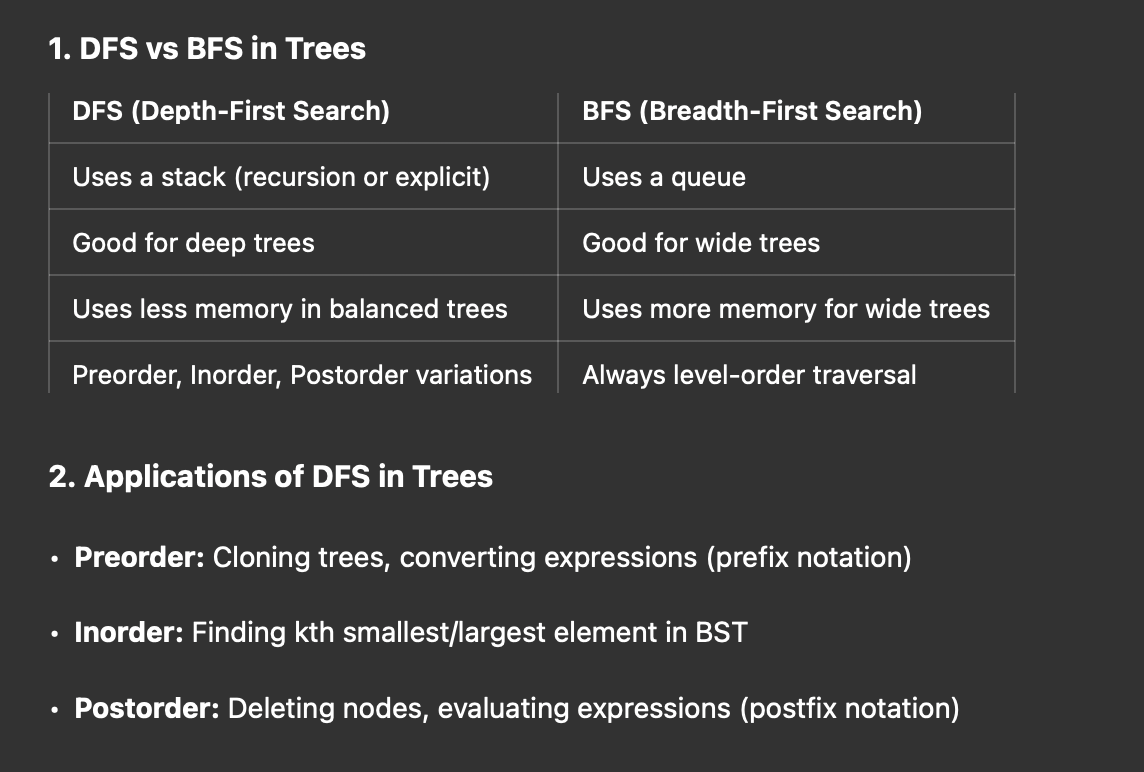 1. DFS vs BFS in Trees
DFS (Depth-First Search) BFS (Breadth-First Search)
Uses a stack (recursion or explicit) Uses a queue
Good for deep trees Good for wide trees
Uses less memory in balanced trees Uses more memory for wide trees
Preorder, Inorder, Postorder variations Always level-order traversal
2. Applications of DFS in Trees
• Preorder: Cloning trees, converting expressions (prefix notation)
• Inorder: Finding kth smallest/largest element in BST
• Postorder: Deleting nodes, evaluating expressions (postfix notation)